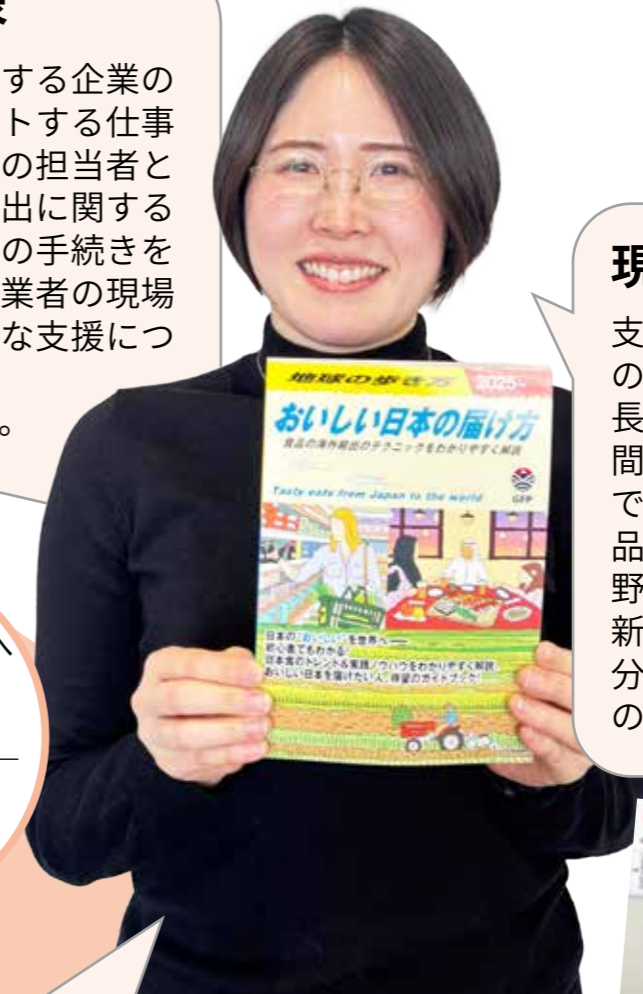 する企業の
トする仕事
の担当者と
出に関する
の手続きを
業者の現場
な支援につ
。
地球の歩き方 2025~
おいしい日本の届け方
食品の海外輸出のテクニックをわかりやすく解説
GFP
Tasty eats from Japan to the world
日本の“おいしい”を世界へ——
初心者でもわかる!
日本食のトレンド&実践ノウハウをわかりやすく解説
おいしい日本を届けたい人、待望のガイドブック!
現
支
の
長
間
で
品
野
新
分
の
へ